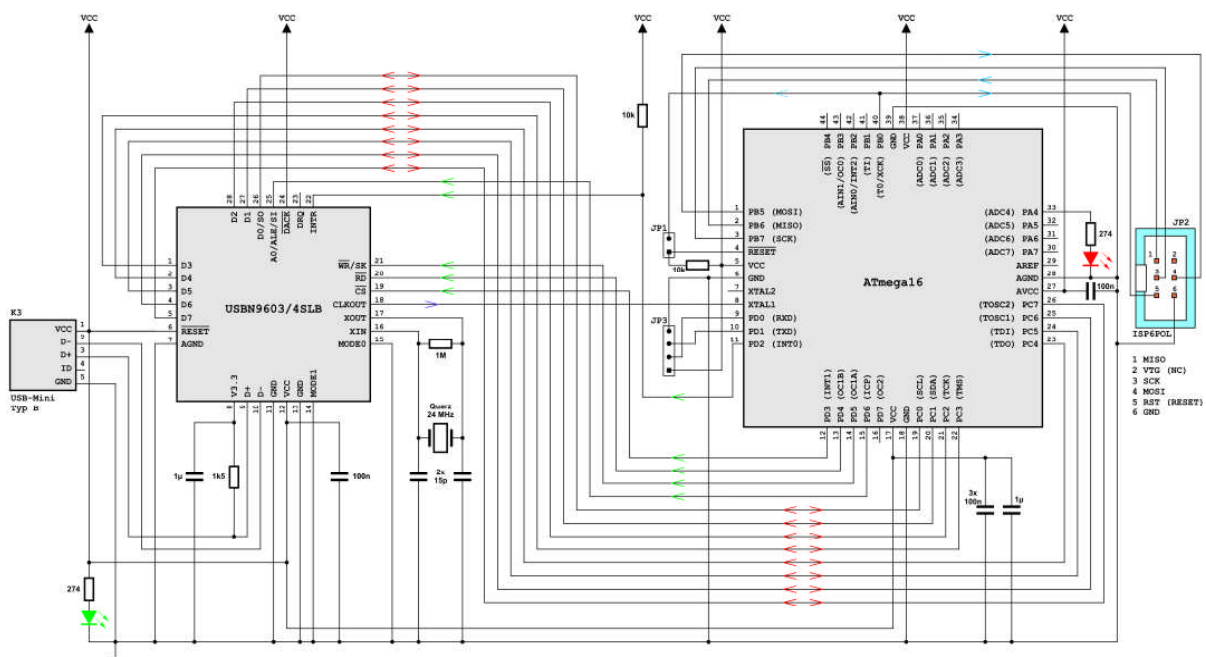 VCC
VCC
VCC
VCC
VCC
VCC
10k
44 PB4 (SS)
43 PB3 (AIN1/OC0)
42 PB2 (AIN0/INT2)
41 PB1 (TI)
40 PB0 (T0/XCK)
39 GND
38 VCC
37 PA0 (ADC0)
36 PA1 (ADC1)
35 PA2 (ADC2)
34 PA3 (ADC3)
28 D2
27 D1
26 D0/SO
25 A0/ALE/SI
24 DACK
23 DRQ
22 INTR
1 D3
2 D4
3 D5
4 D6
5 D7
6 RESET
7 AGND
USBN9603/4SLB
WR/SK 21
RD 20
CS 19
CLKOUT 18
XOUT 17
XIN 16
MODE0 15
8 V3.3
9 D+
10 D-
11 GND
12 VCC
13 GND
14 MODE1
K3
VCC 1
D- 2
D+ 3
ID 4
GND 5
USB-Mini
Typ B
1M
Quarz
24 MHz
2x
15p
1µ
1k5
100n
274
JP1
10k
JP3
1 PB5 (MOSI)
2 PB6 (MISO)
3 PB7 (SCK)
4 RESET
5 VCC
6 GND
7 XTAL2
8 XTAL1
9 PD0 (RXD)
10 PD1 (TXD)
11 PD2 (INT0)
ATmega16
(ADC4) PA4 33
(ADC5) PA5 32
(ADC6) PA6 31
(ADC7) PA7 30
AREF 29
AGND 28
AVCC 27
(TOSC2) PC7 26
(TOSC1) PC6 25
(TDI) PC5 24
(TDO) PC4 23
12 PD3 (INT1)
13 PD4 (OC1B)
14 PD5 (OC1A)
15 PD6 (ICP)
16 PD7 (OC2)
17 VCC
18 GND
19 PC0 (SCL)
20 PC1 (SDA)
21 PC2 (TCK)
22 PC3 (TMS)
274
100n
3x
100n
1µ
JP2
1 2
3 4
5 6
ISP6POL
1 MISO
2 VTG (NC)
3 SCK
4 MOSI
5 RST (RESET)
6 GND